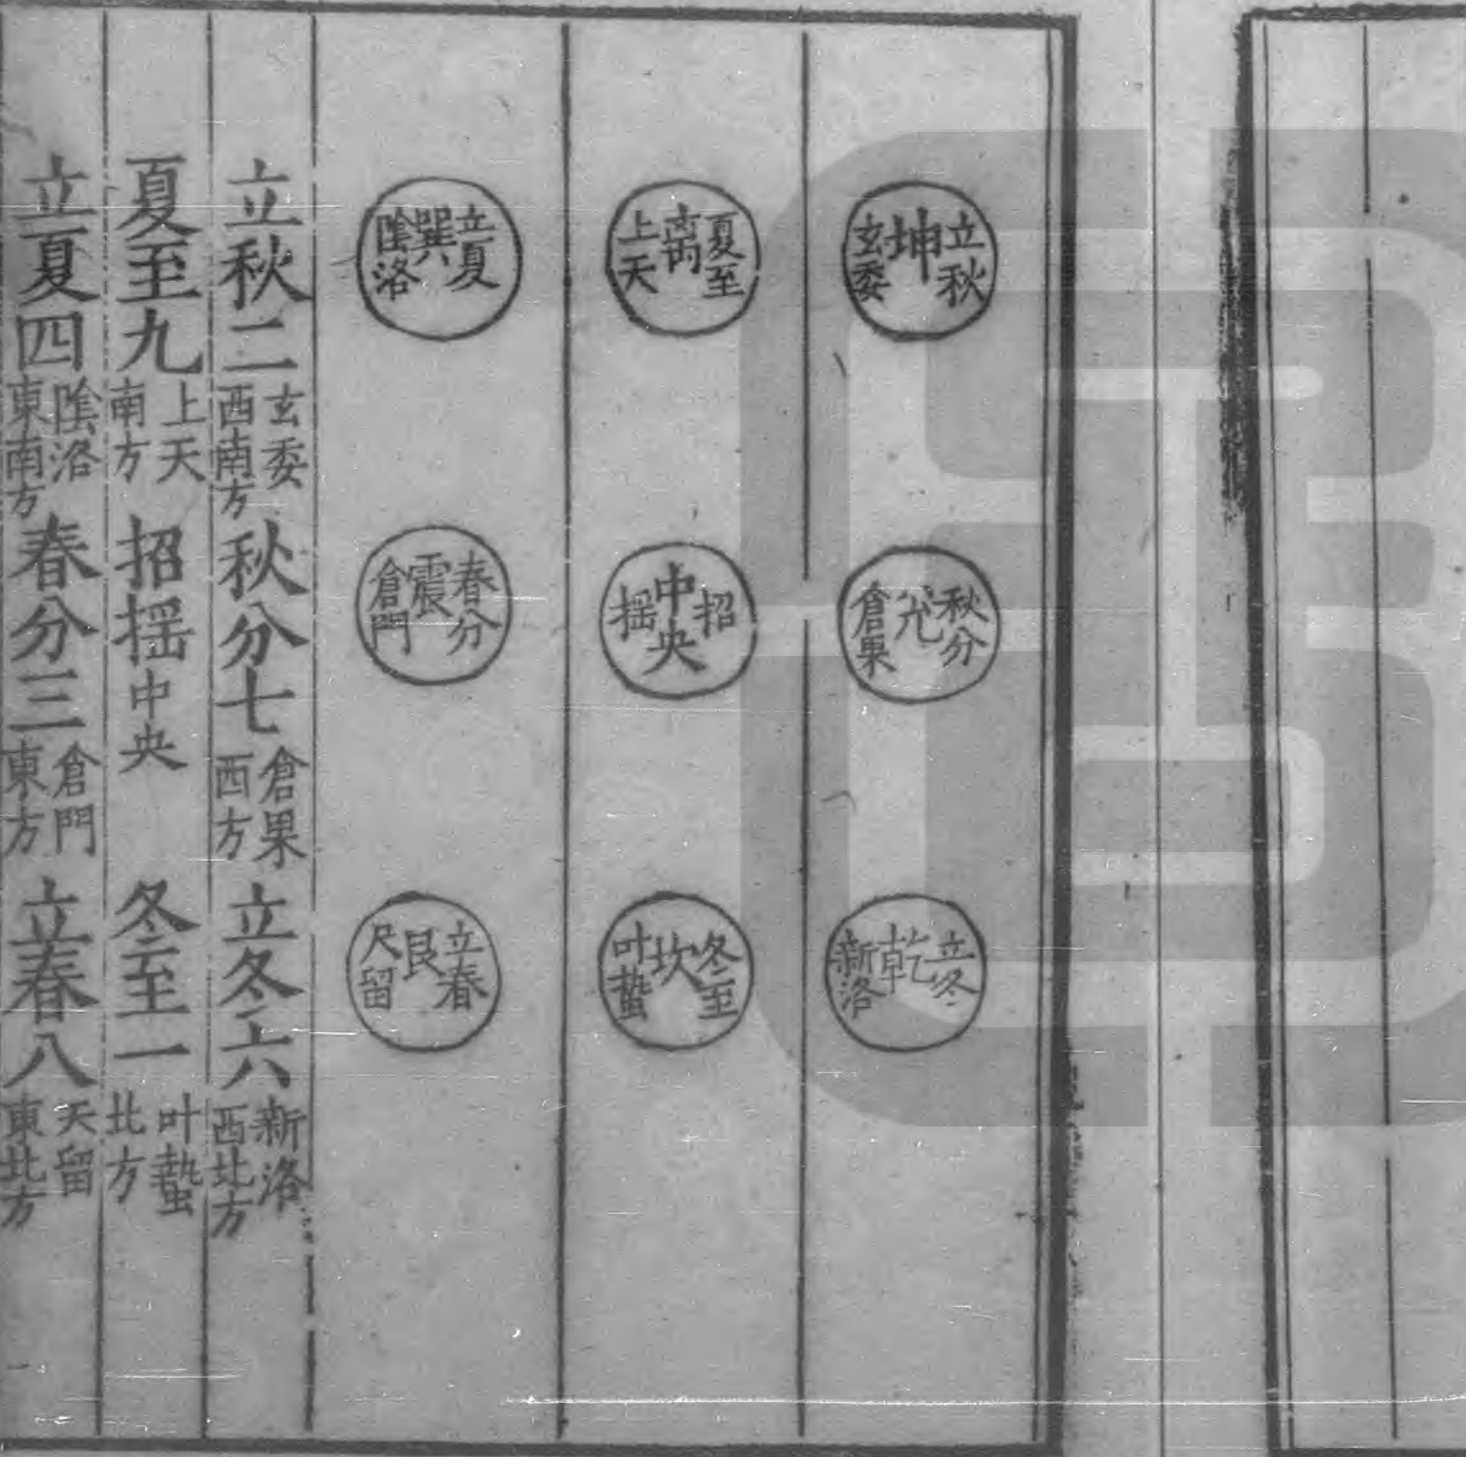 立秋 坤 玄委
秋分 兊 倉果
立冬 乾 新洛
夏至 离 上天
招 中央 揺
冬至 坎 叶蟄
立夏 巽 陰洛
春分 震 倉門
立春 艮 天留
立秋二 玄委 西南方 秋分七 倉果 西方 立冬六 新洛 西北方
夏至九 上天 南方 招揺 中央 冬至一 叶蟄 北方
立夏四 陰洛 東南方 春分三 倉門 東方 立春八 天留 東北方